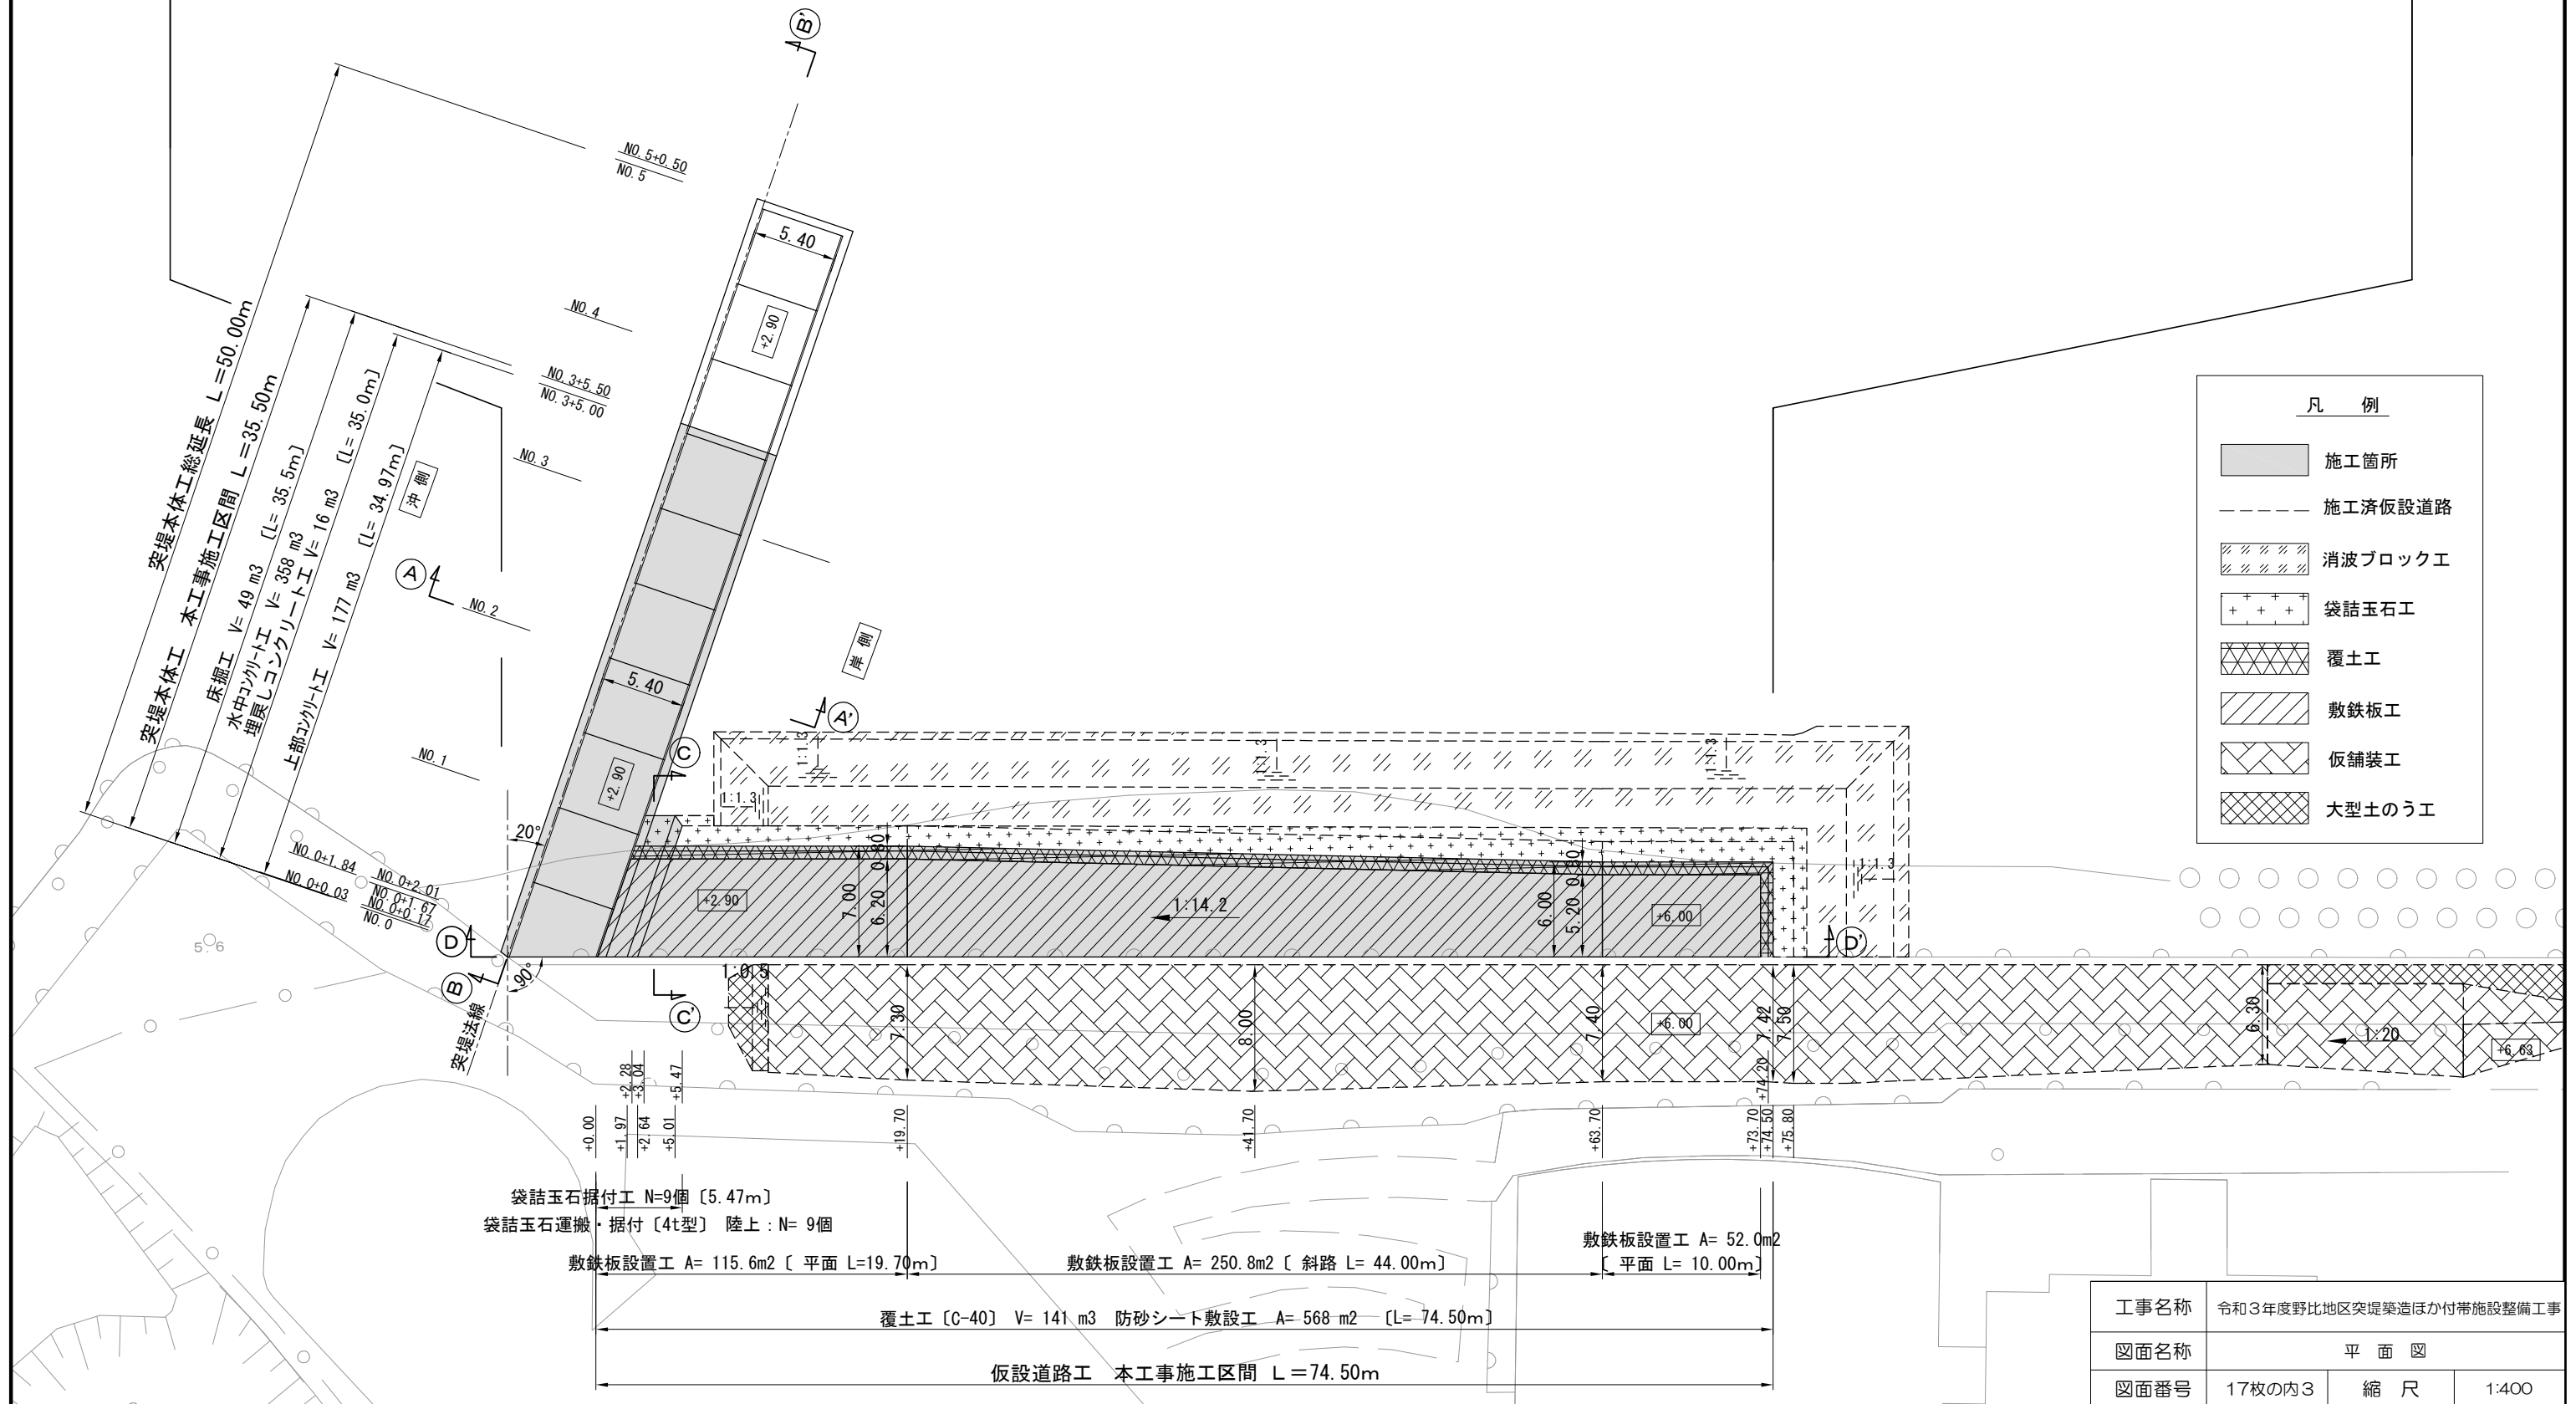 B'
NO. 5+0. 50
NO. 5
5. 40
NO. 4
+2. 90
NO. 3+5. 50
NO. 3+5. 00
NO. 3
突堤本体工総延長 L=50. 00m
突堤本体工 本工事施工区間 L=35. 50m
床掘工 V= 49 m3 〔L= 35. 5m〕
水中コンクリート工 V= 358 m3
埋戻しコンクリート工 V= 16 m3 〔L= 35. 0m〕
上部コンクリート工 V= 177 m3 〔L= 34. 97m〕
沖 側
A
NO. 2
岸 側
5. 40
A'
NO. 1
+2. 90
C
1:1. 3
1:1. 3
1:1. 3
1:1. 3
1:1. 3
20°
NO. 0+1. 84
NO. 0+0. 03
NO. 0+2. 01
NO. 0+1. 67
NO. 0+0. 17
NO. 0
5. 6
D
B
90°
突堤法線
+2. 90
7. 00
6. 20
0. 80
1:14. 2
6. 00
5. 20
0. 80
+6. 00
D'
1:0. 5
C'
7. 30
8. 00
7. 40
+6. 00
7. 42
7. 50
6. 30
1:20
+6. 63
+2. 28
+3. 04
+5. 47
+74. 20
+0. 00
+1. 97
+2. 64
+5. 01
+19. 70
+41. 70
+63. 70
+73. 70
+74. 50
+75. 80
袋詰玉石据付工 N=9個〔5. 47m〕
袋詰玉石運搬・据付〔4t型〕 陸上：N= 9個
敷鉄板設置工 A= 115. 6m2〔 平面 L=19. 70m〕
敷鉄板設置工 A= 250. 8m2〔 斜路 L= 44. 00m〕
敷鉄板設置工 A= 52. 0m2
〔 平面 L= 10. 00m〕
覆土工〔C-40〕 V= 141 m3 防砂シート敷設工 A= 568 m2 〔L= 74. 50m〕
仮設道路工 本工事施工区間 L=74. 50m
凡 例
施工箇所
施工済仮設道路
消波ブロック工
袋詰玉石工
覆土工
敷鉄板工
仮舗装工
大型土のう工
工事名称 令和3年度野比地区突堤築造ほか付帯施設整備工事
図面名称 平 面 図
図面番号 17枚の内3 縮 尺 1:400